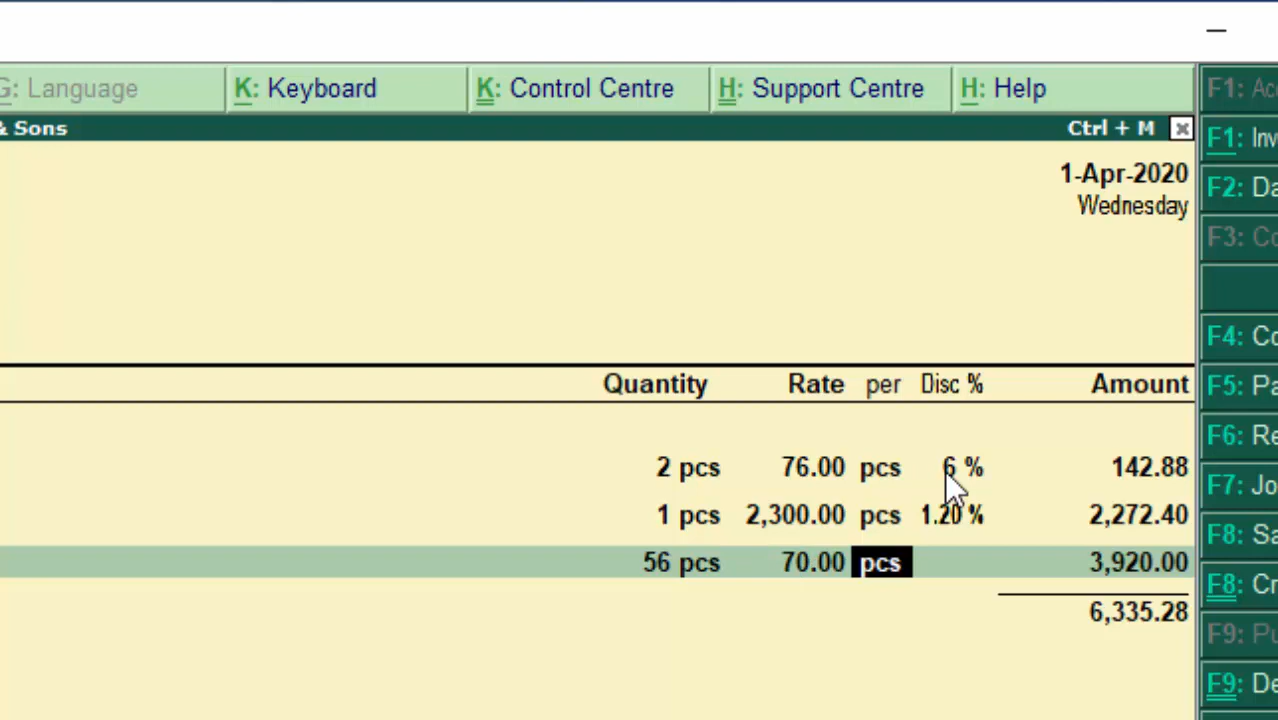 G: Language K: Keyboard K: Control Centre H: Support Centre H: Help
& Sons Ctrl + M
1-Apr-2020
Wednesday
Quantity Rate per Disc % Amount
2 pcs 76.00 pcs 6 % 142.88
1 pcs 2,300.00 pcs 1.20 % 2,272.40
56 pcs 70.00 pcs 3,920.00
6,335.28
F1: Ac
F1: Inv
F2: Da
F3: Co
F4: Co
F5: Pa
F6: Re
F7: Jo
F8: Sa
F8: Cr
F9: Pu
F9: De